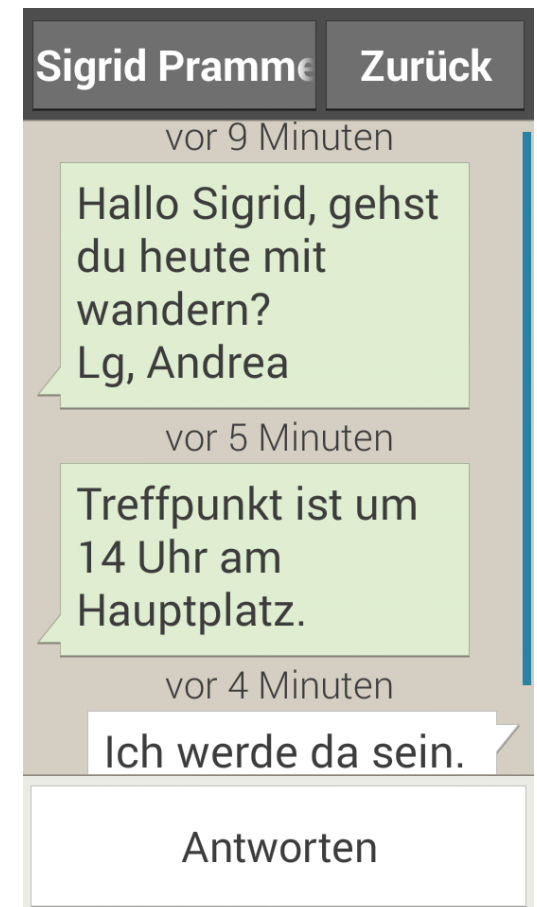 Sigrid Pramme
Zurück
vor 9 Minuten
Hallo Sigrid, gehst
du heute mit
wandern?
Lg, Andrea
vor 5 Minuten
Treffpunkt ist um
14 Uhr am
Hauptplatz.
vor 4 Minuten
Ich werde da sein.
Antworten